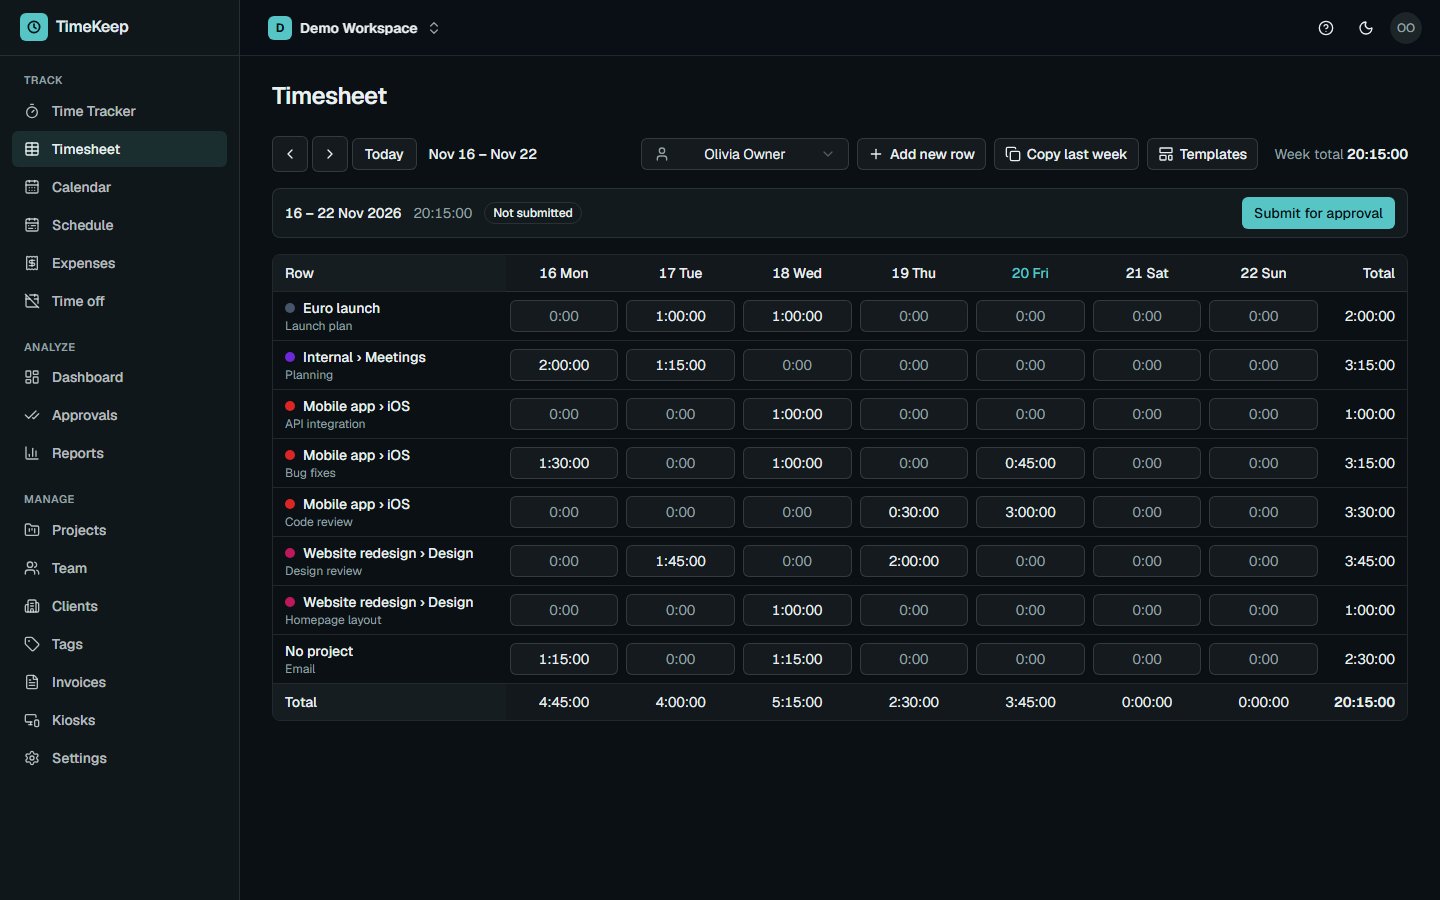 TimeKeep
D Demo Workspace
OO
TRACK
Time Tracker
Timesheet
Calendar
Schedule
Expenses
Time off
ANALYZE
Dashboard
Approvals
Reports
MANAGE
Projects
Team
Clients
Tags
Invoices
Kiosks
Settings
Timesheet
Today Nov 16 – Nov 22 Olivia Owner Add new row Copy last week Templates Week total 20:15:00
16 – 22 Nov 2026 20:15:00 Not submitted Submit for approval
Row 16 Mon 17 Tue 18 Wed 19 Thu 20 Fri 21 Sat 22 Sun Total
Euro launch
Launch plan
0:00 1:00:00 1:00:00 0:00 0:00 0:00 0:00 2:00:00
Internal › Meetings
Planning
2:00:00 1:15:00 0:00 0:00 0:00 0:00 0:00 3:15:00
Mobile app › iOS
API integration
0:00 0:00 1:00:00 0:00 0:00 0:00 0:00 1:00:00
Mobile app › iOS
Bug fixes
1:30:00 0:00 1:00:00 0:00 0:45:00 0:00 0:00 3:15:00
Mobile app › iOS
Code review
0:00 0:00 0:00 0:30:00 3:00:00 0:00 0:00 3:30:00
Website redesign › Design
Design review
0:00 1:45:00 0:00 2:00:00 0:00 0:00 0:00 3:45:00
Website redesign › Design
Homepage layout
0:00 0:00 1:00:00 0:00 0:00 0:00 0:00 1:00:00
No project
Email
1:15:00 0:00 1:15:00 0:00 0:00 0:00 0:00 2:30:00
Total 4:45:00 4:00:00 5:15:00 2:30:00 3:45:00 0:00:00 0:00:00 20:15:00